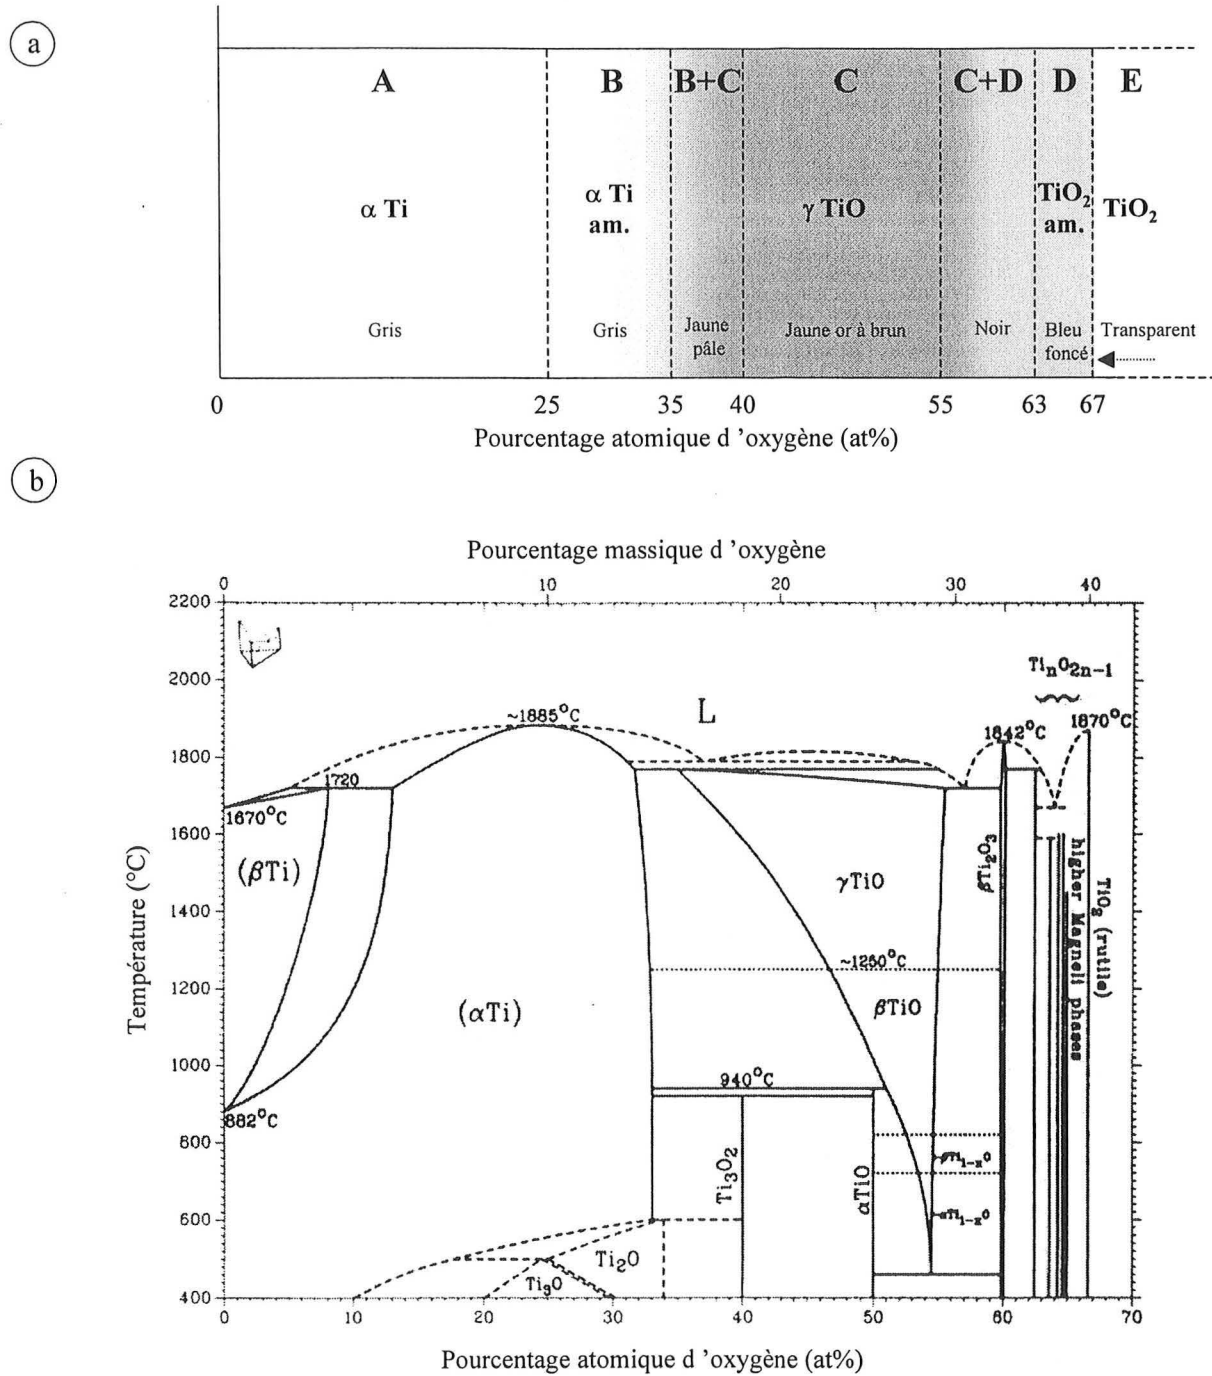 a
A B B+C C C+D D E
α Ti α Ti am. γ TiO TiO₂ am. TiO₂
Gris Gris Jaune pâle Jaune or à brun Noir Bleu foncé Transparent
0 25 35 40 55 63 67
Pourcentage atomique d ’oxygène (at%)
b
Pourcentage massique d ’oxygène
0 10 20 30 40
2200
2000
1800
1600
1400
1200
1000
800
600
400
Température (°C)
TiₙO₂ₙ₋₁
~1885°C
L
1842°C
1870°C
1720
1670°C
(βTi)
γTiO
βTi₂O₃
higher Magneli phases
TiO₂ (rutile)
~1250°C
(αTi)
βTiO
940°C
882°C
Ti₃O₂
αTiO
βTi₁₋ₓO
αTi₁₋ₓO
Ti₂O
Ti₃O
0 10 20 30 40 50 60 70
Pourcentage atomique d ’oxygène (at%)